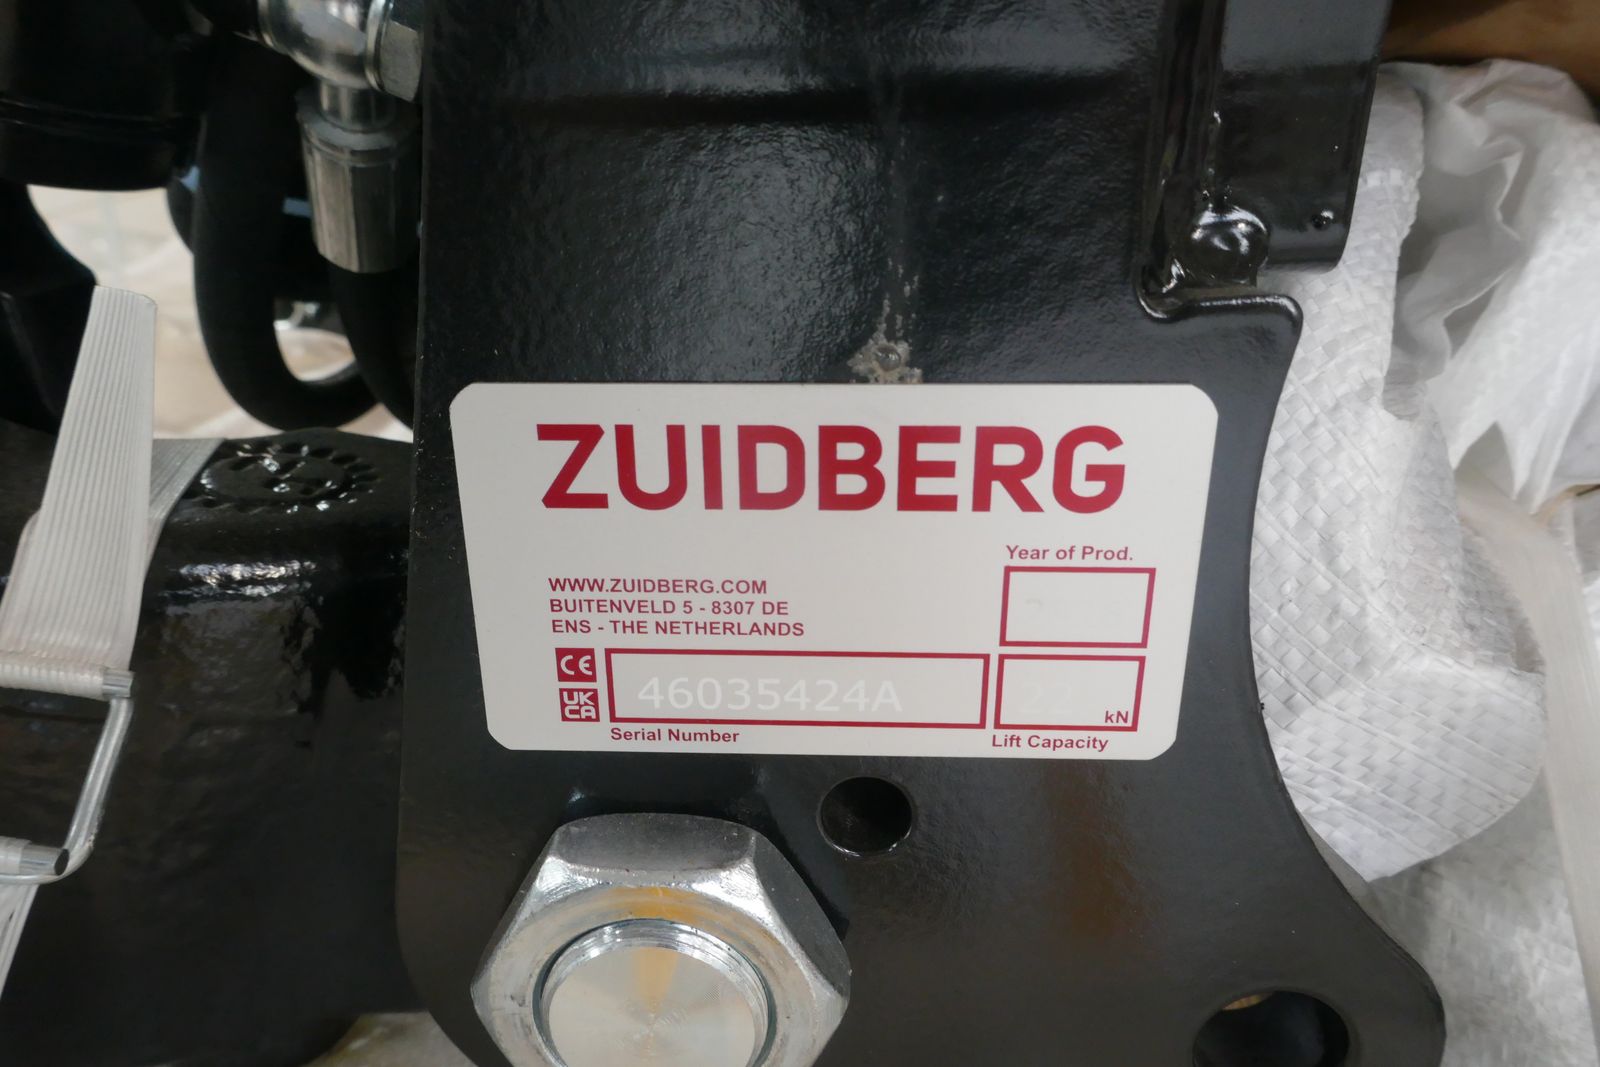 ZUIDBERG
Year of Prod.
WWW.ZUIDBERG.COM
BUITENVELD 5 - 8307 DE
ENS - THE NETHERLANDS
CE
UK
CA
46035424A
22
kN
Serial Number
Lift Capacity